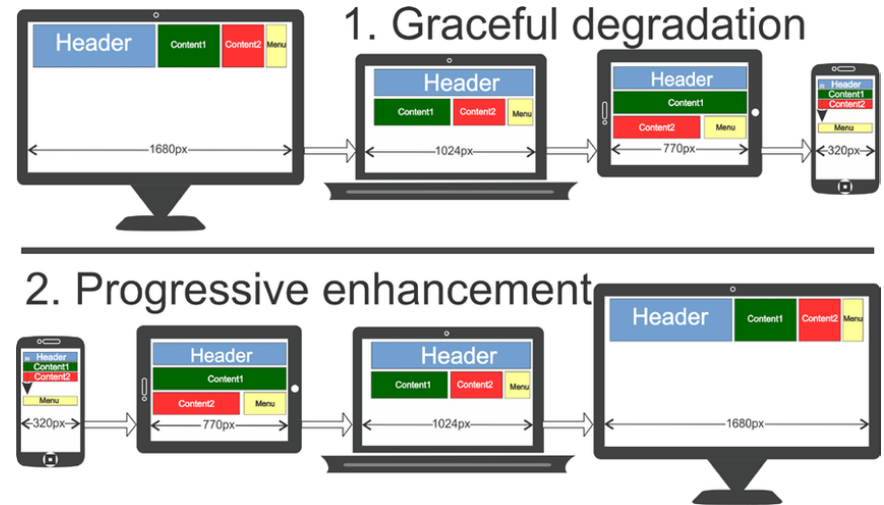 1. Graceful degradation
Header
Content1
Content2
Menu
1680px
Header
Content1
Content2
Menu
1024px
Header
Content1
Content2
Menu
770px
Header
Content1
Content2
Menu
320px
2. Progressive enhancement
Header
Content1
Content2
Menu
320px
Header
Content1
Content2
Menu
770px
Header
Content1
Content2
Menu
1024px
Header
Content1
Content2
Menu
1680px